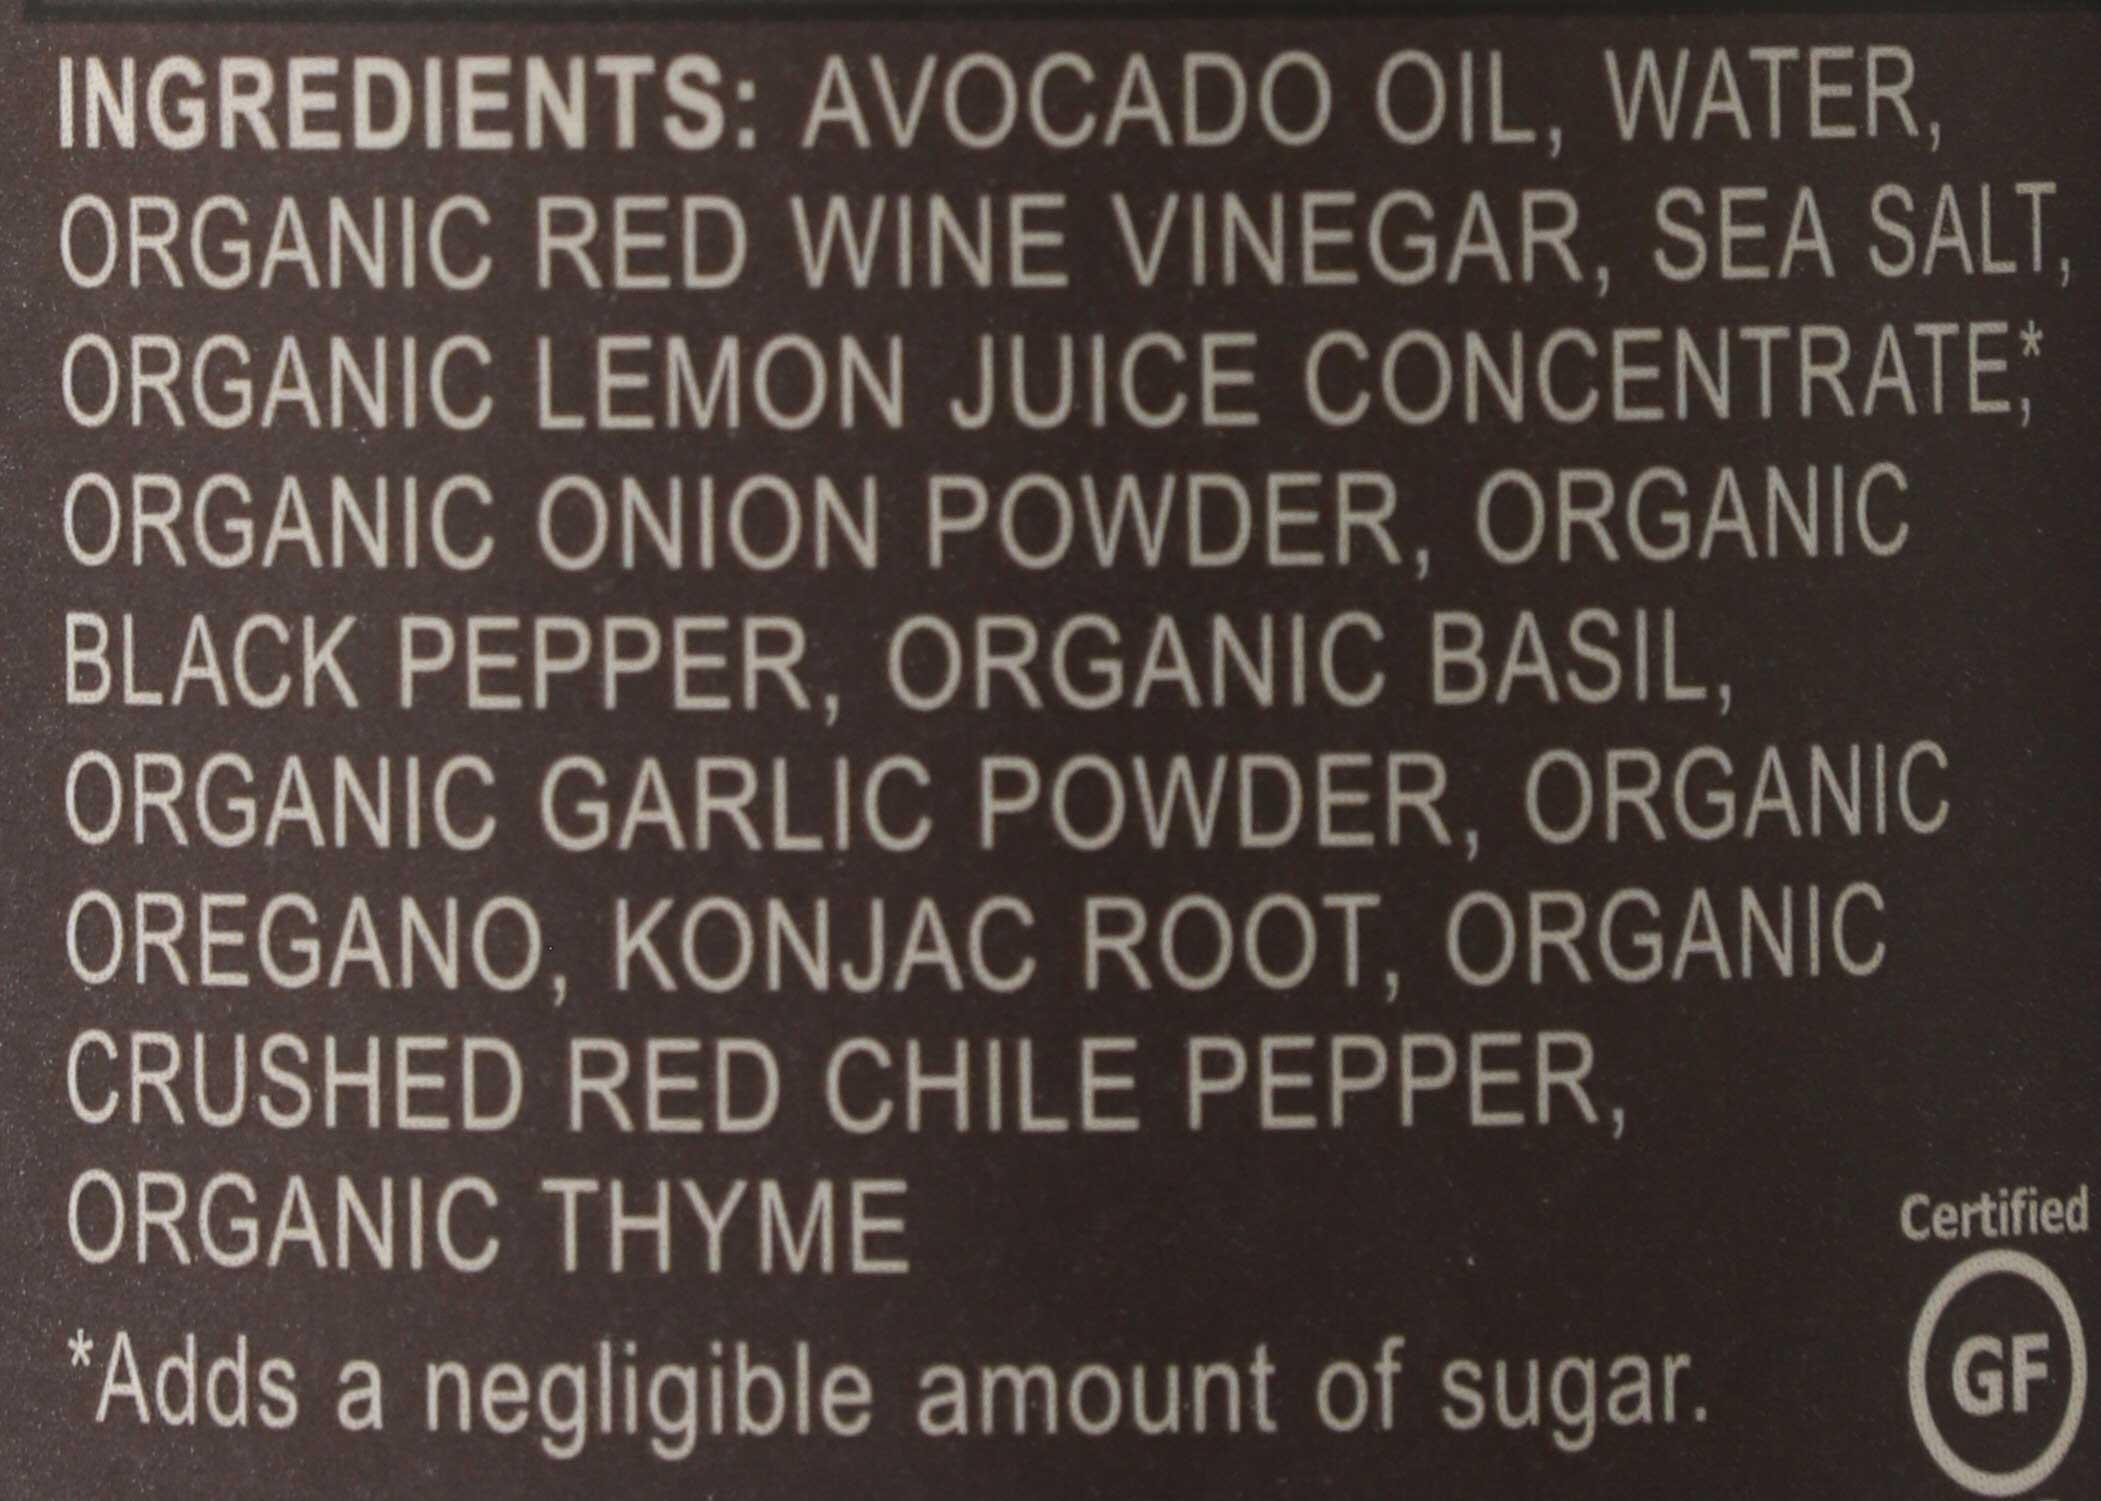 INGREDIENTS: AVOCADO OIL, WATER,
ORGANIC RED WINE VINEGAR, SEA SALT,
ORGANIC LEMON JUICE CONCENTRATE,*
ORGANIC ONION POWDER, ORGANIC
BLACK PEPPER, ORGANIC BASIL,
ORGANIC GARLIC POWDER, ORGANIC
OREGANO, KONJAC ROOT, ORGANIC
CRUSHED RED CHILE PEPPER,
ORGANIC THYME
*Adds a negligible amount of sugar.
Certified
GF